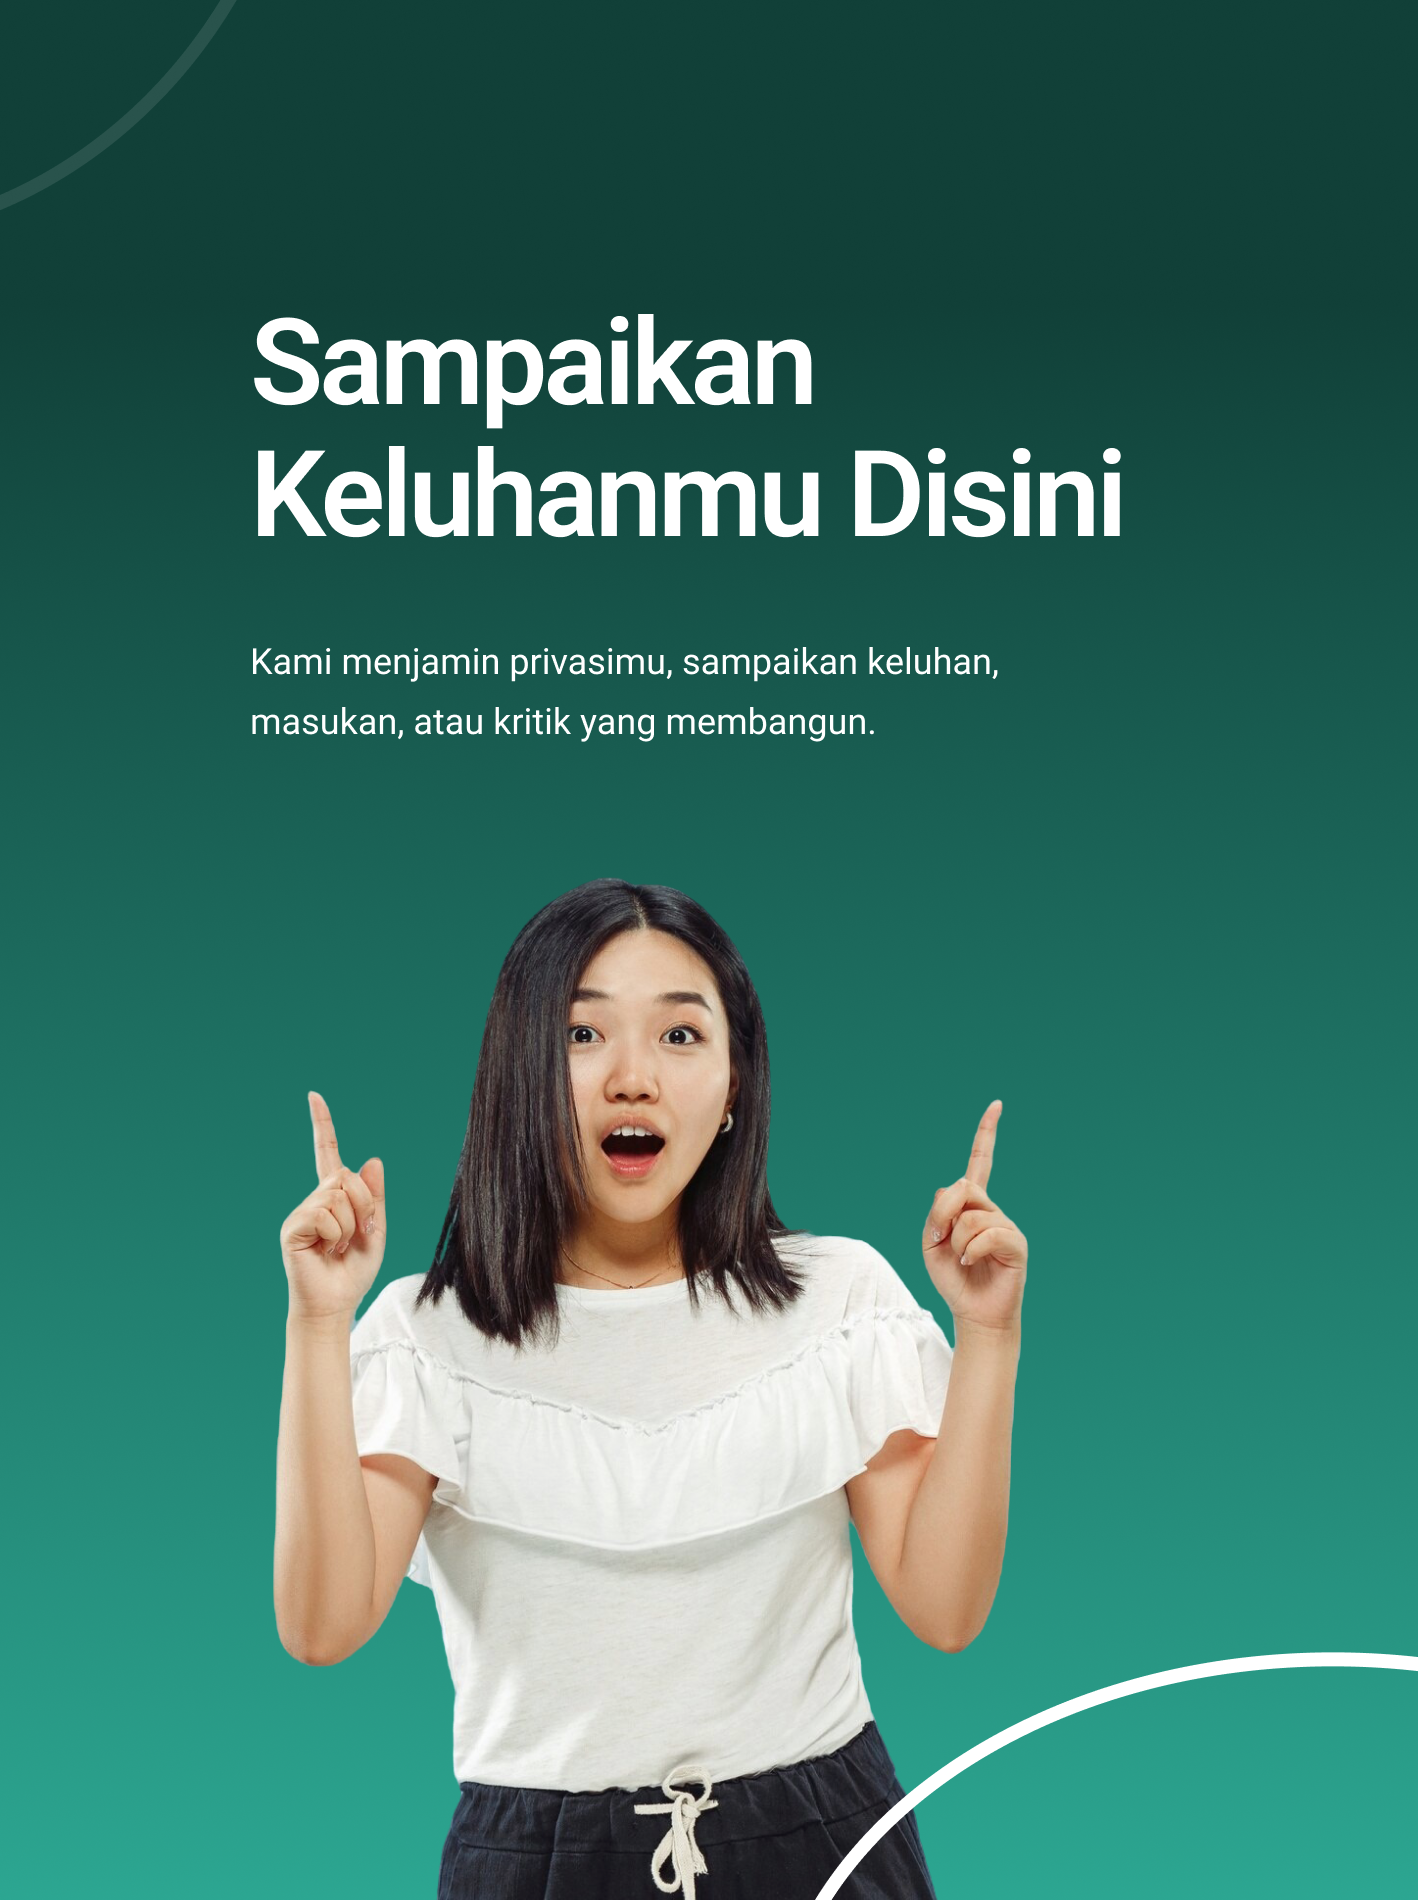 Sampaikan
Keluhanmu Disini
Kami menjamin privasimu, sampaikan keluhan,
masukan, atau kritik yang membangun.